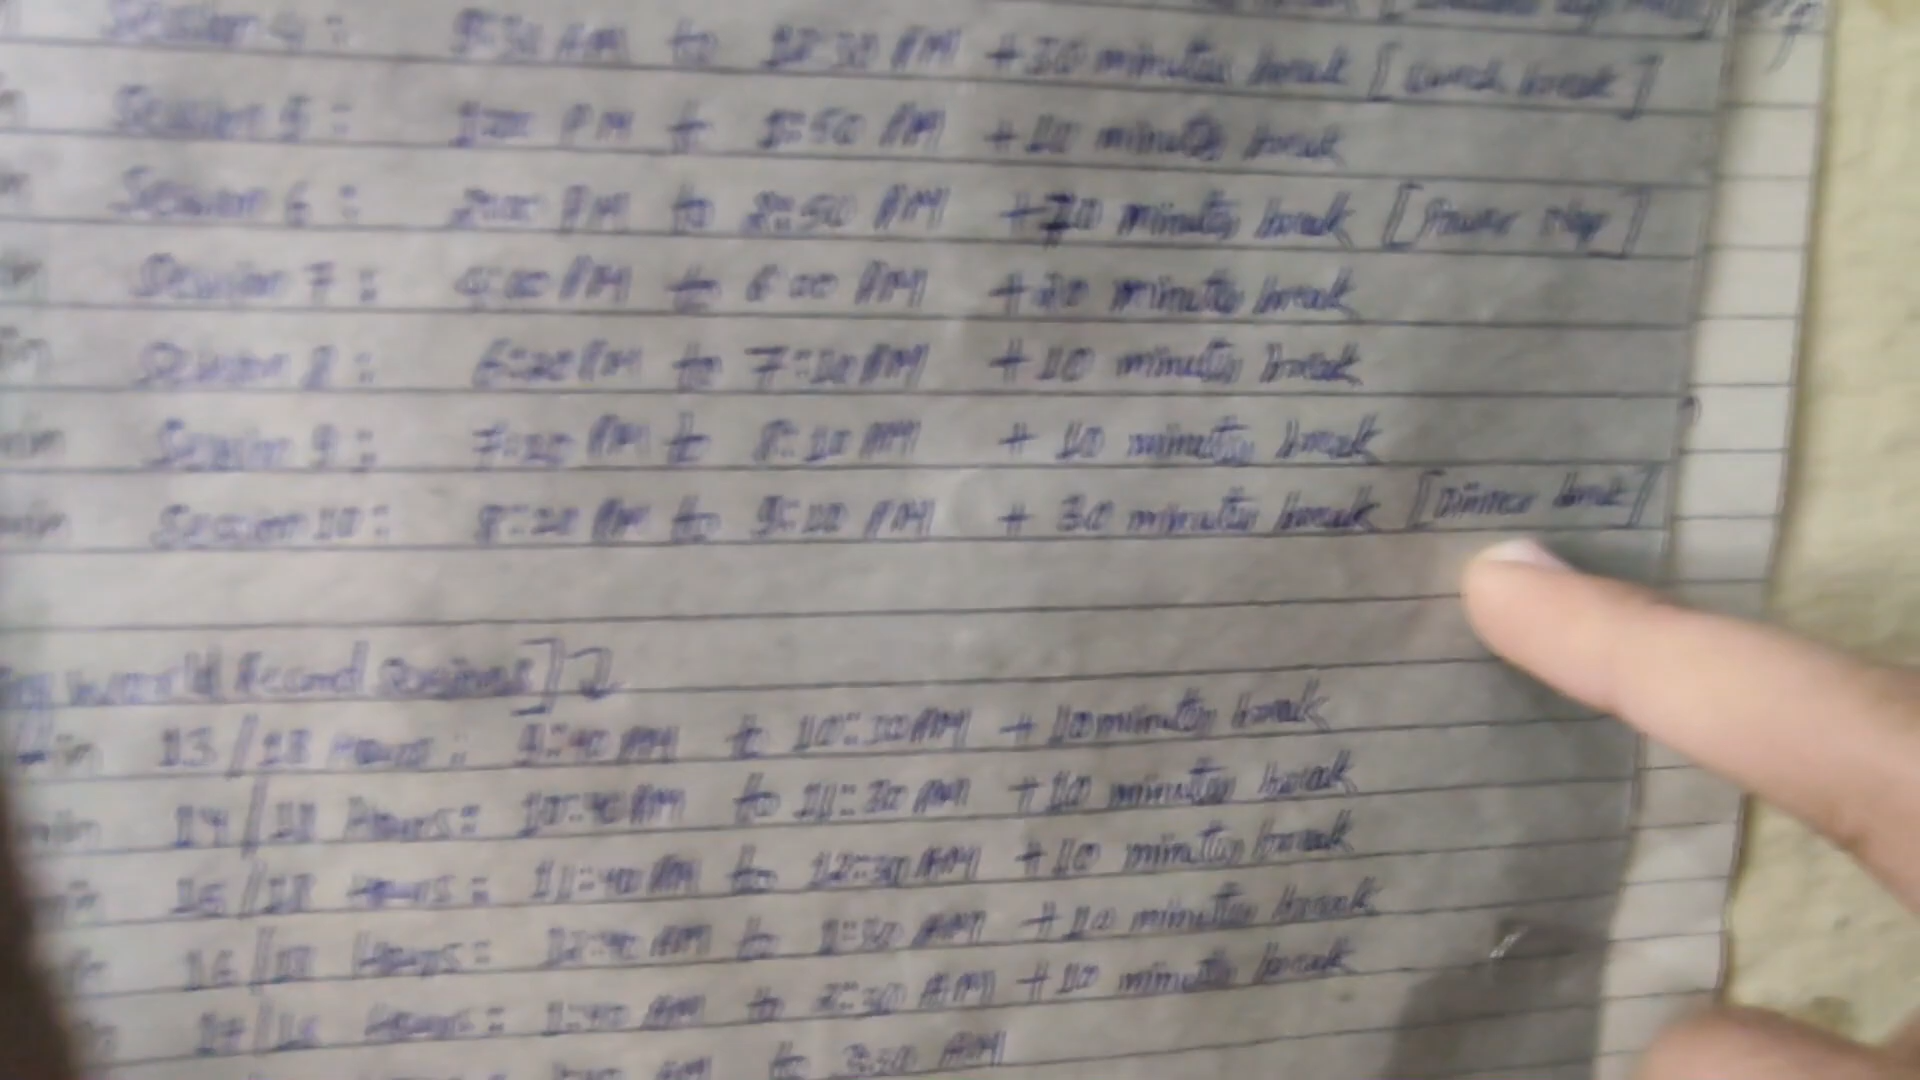 Session 4: 9:30 AM to 12:30 PM +30 minutes break [Lunch break]
Session 5: 1:00 PM to 1:50 PM +10 minutes break
Session 6: 2:00 PM to 2:50 PM +70 minutes break [Power nap]
Session 7: 4:00 PM to 6:00 PM +20 minutes break
Session 8: 6:20 PM to 7:10 PM +10 minutes break
Session 9: 7:20 PM to 8:10 PM + 10 minutes break
Session 10: 8:20 PM to 9:10 PM + 30 minutes break [Dinner break]
world Record Sessions]
13/18 Hours: 9:40 PM to 10:30 PM +10 minutes break
14/18 Hours: 10:40 PM to 11:30 PM +10 minutes break
15/18 Hours: 11:40 PM to 12:30 AM +10 minutes break
16/18 Hours: 12:40 AM to 1:30 AM +10 minutes break
17/18 Hours: 1:40 AM to 2:30 AM +10 minutes break
AM to 3:30 AM